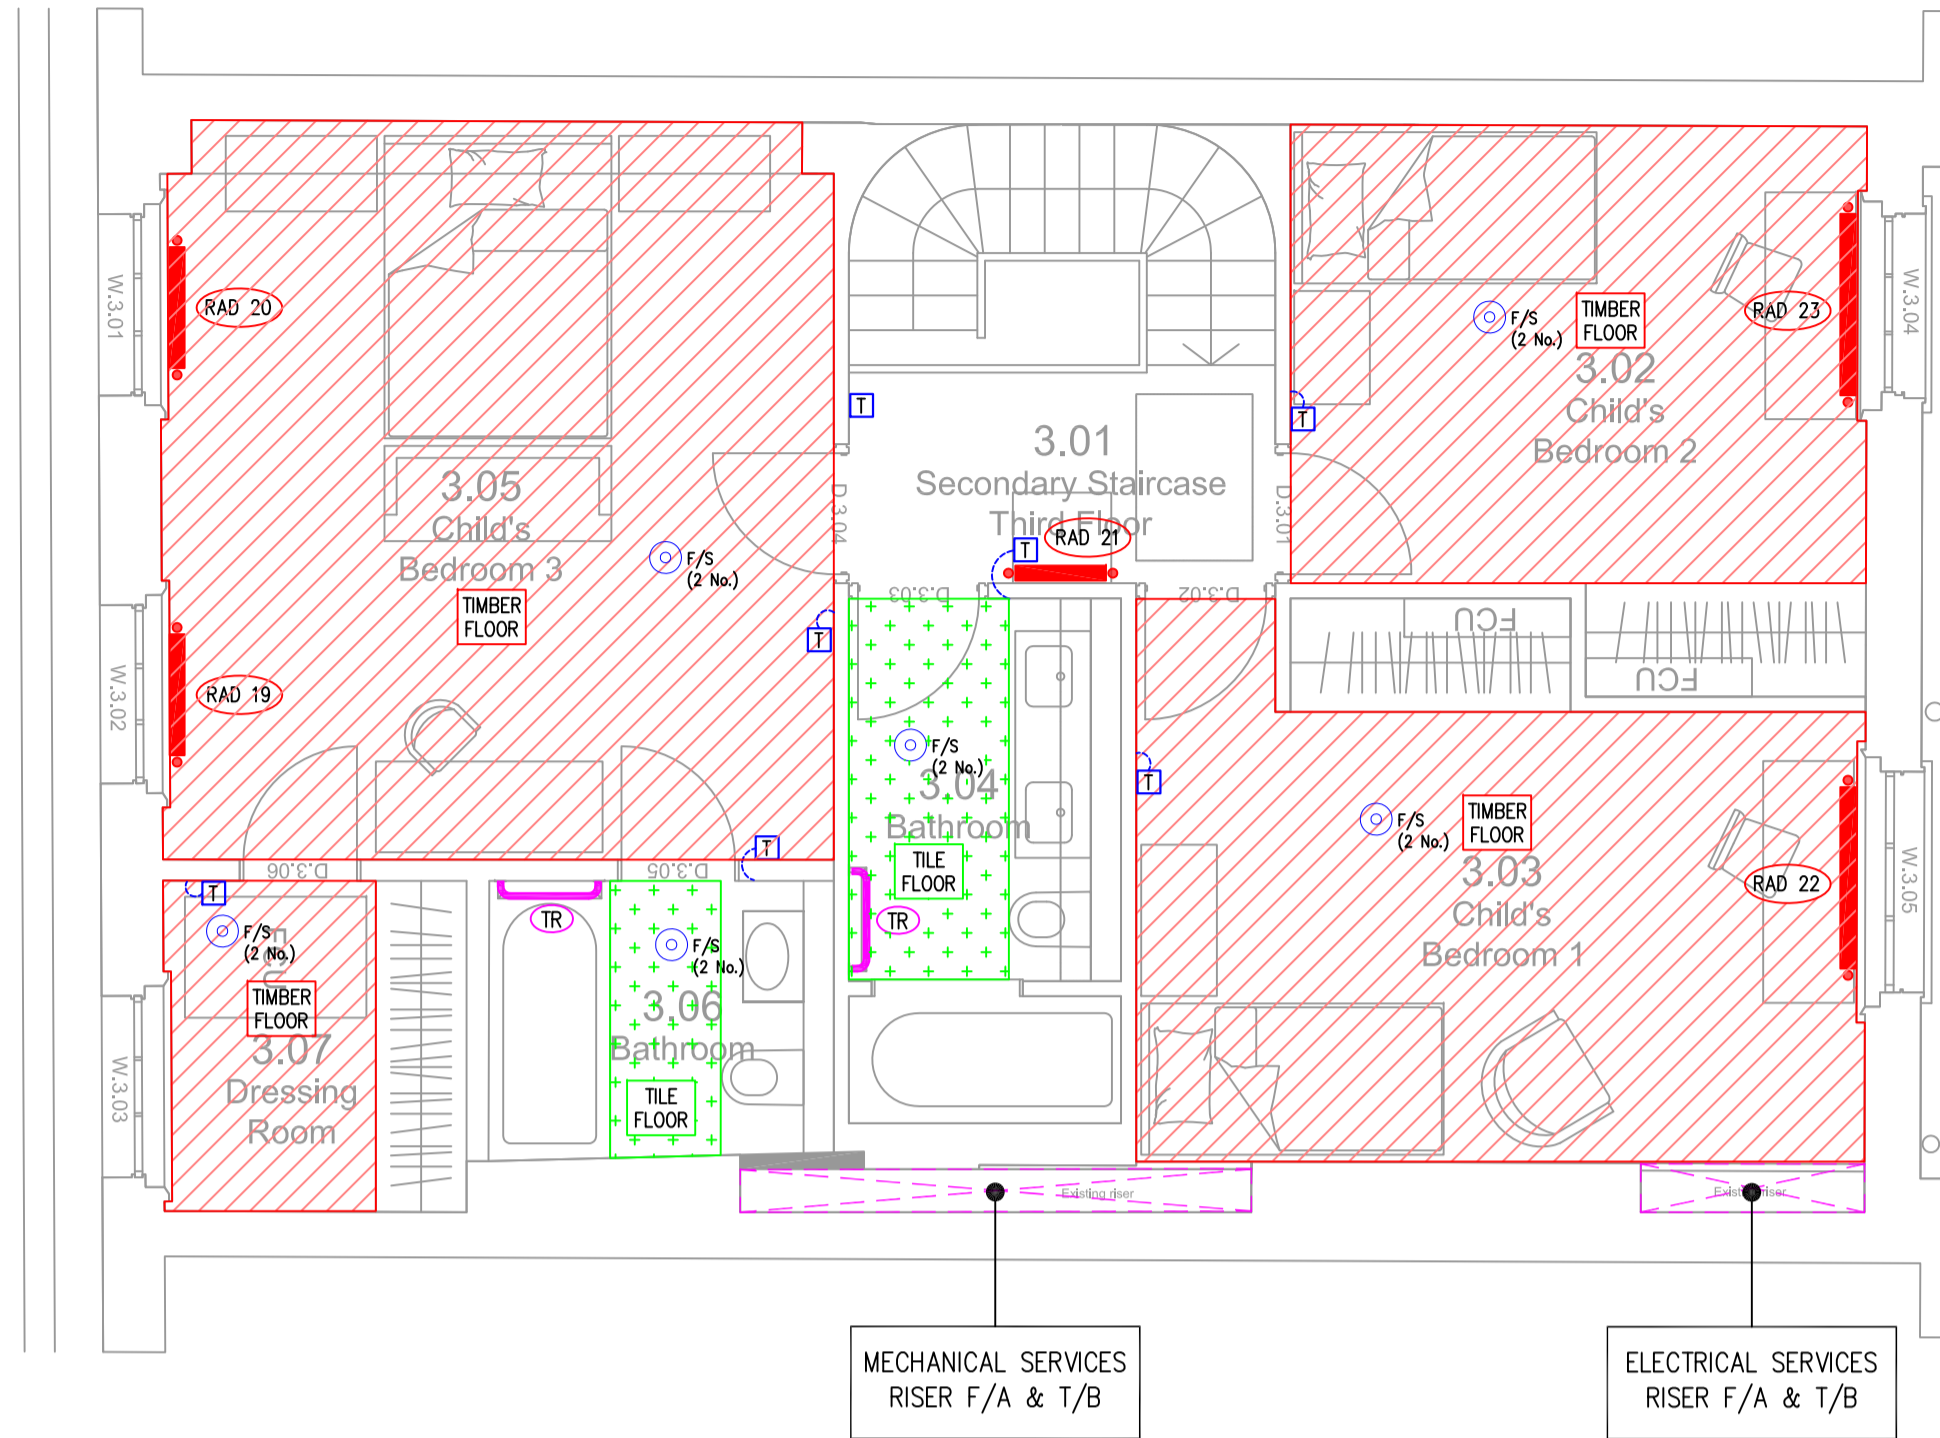 W.3.01
RAD 20
3.05
Child's
Bedroom 3
TIMBER
FLOOR
F/S
(2 No.)
T
D.3.04
W.3.02
RAD 19
D.3.06
D.3.05
T
T
3.01
Secondary Staircase
Third Floor
T
RAD 21
D.3.01
D.3.03
D.3.02
T
F/S
(2 No.)
TIMBER
FLOOR
3.02
Child's
Bedroom 2
RAD 23
W.3.04
FCU
FCU
F/S
(2 No.)
3.04
Bathroom
TILE
FLOOR
TR
T
F/S
(2 No.)
TIMBER
FLOOR
3.03
Child's
Bedroom 1
RAD 22
W.3.05
T
F/S
(2 No.)
FCU
TIMBER
FLOOR
3.07
Dressing
Room
W.3.03
TR
F/S
(2 No.)
3.06
Bathroom
TILE
FLOOR
Existing riser
Existing riser
MECHANICAL SERVICES
RISER F/A & T/B
ELECTRICAL SERVICES
RISER F/A & T/B